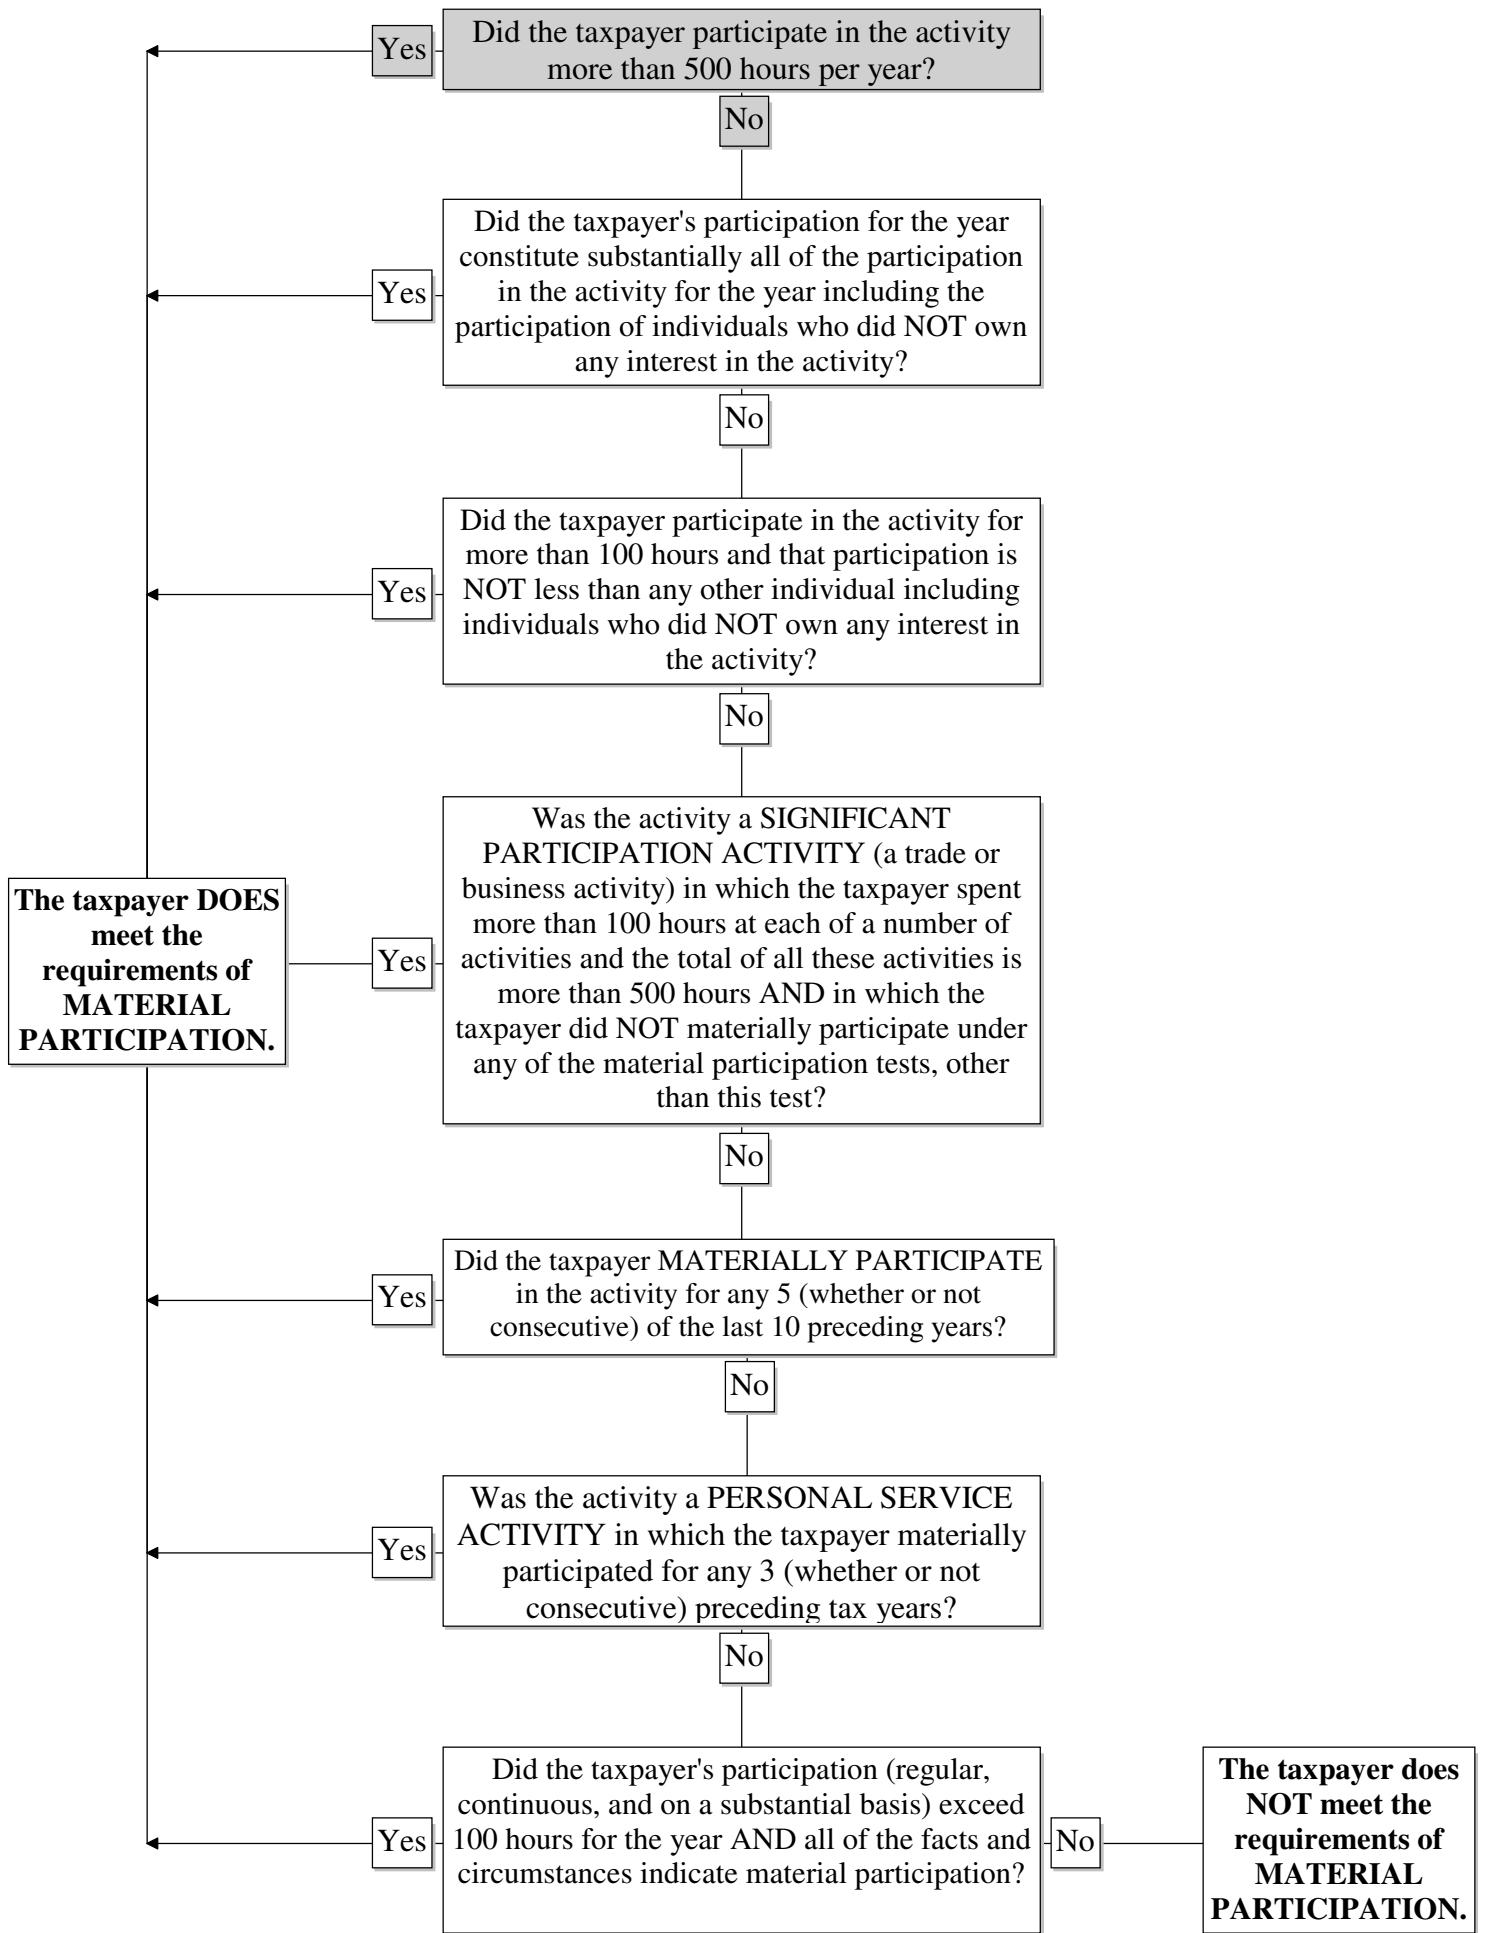 Did the taxpayer participate in the activity
more than 500 hours per year?
Yes
No
Did the taxpayer's participation for the year
constitute substantially all of the participation
in the activity for the year including the
participation of individuals who did NOT own
any interest in the activity?
Yes
No
Did the taxpayer participate in the activity for
more than 100 hours and that participation is
NOT less than any other individual including
individuals who did NOT own any interest in
the activity?
Yes
No
Was the activity a SIGNIFICANT
PARTICIPATION ACTIVITY (a trade or
business activity) in which the taxpayer spent
more than 100 hours at each of a number of
activities and the total of all these activities is
more than 500 hours AND in which the
taxpayer did NOT materially participate under
any of the material participation tests, other
than this test?
Yes
The taxpayer DOES
meet the
requirements of
MATERIAL
PARTICIPATION.
No
Did the taxpayer MATERIALLY PARTICIPATE
in the activity for any 5 (whether or not
consecutive) of the last 10 preceding years?
Yes
No
Was the activity a PERSONAL SERVICE
ACTIVITY in which the taxpayer materially
participated for any 3 (whether or not
consecutive) preceding tax years?
Yes
No
Did the taxpayer's participation (regular,
continuous, and on a substantial basis) exceed
100 hours for the year AND all of the facts and
circumstances indicate material participation?
Yes
No
The taxpayer does
NOT meet the
requirements of
MATERIAL
PARTICIPATION.